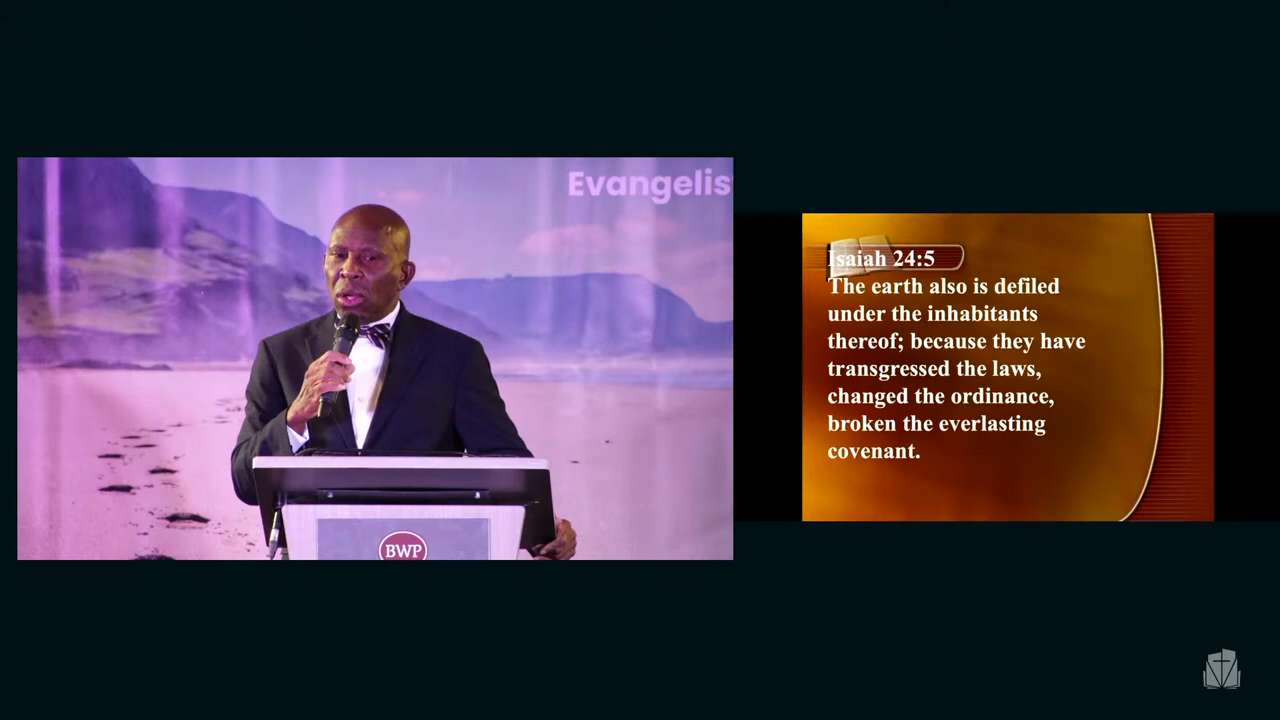 Evangelis
BWP
Isaiah 24:5
The earth also is defiled
under the inhabitants
thereof; because they have
transgressed the laws,
changed the ordinance,
broken the everlasting
covenant.